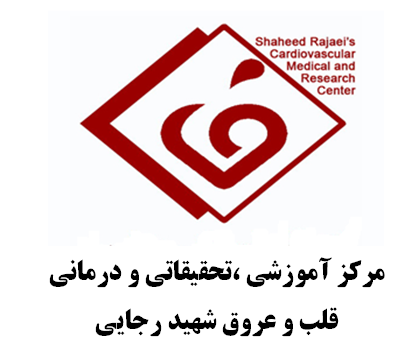 Shaheed Rajaei's
Cardiovascular
Medical and
Research
Center
مرکز آموزشی ،تحقیقاتی و درمانی
قلب و عروق شهید رجایی